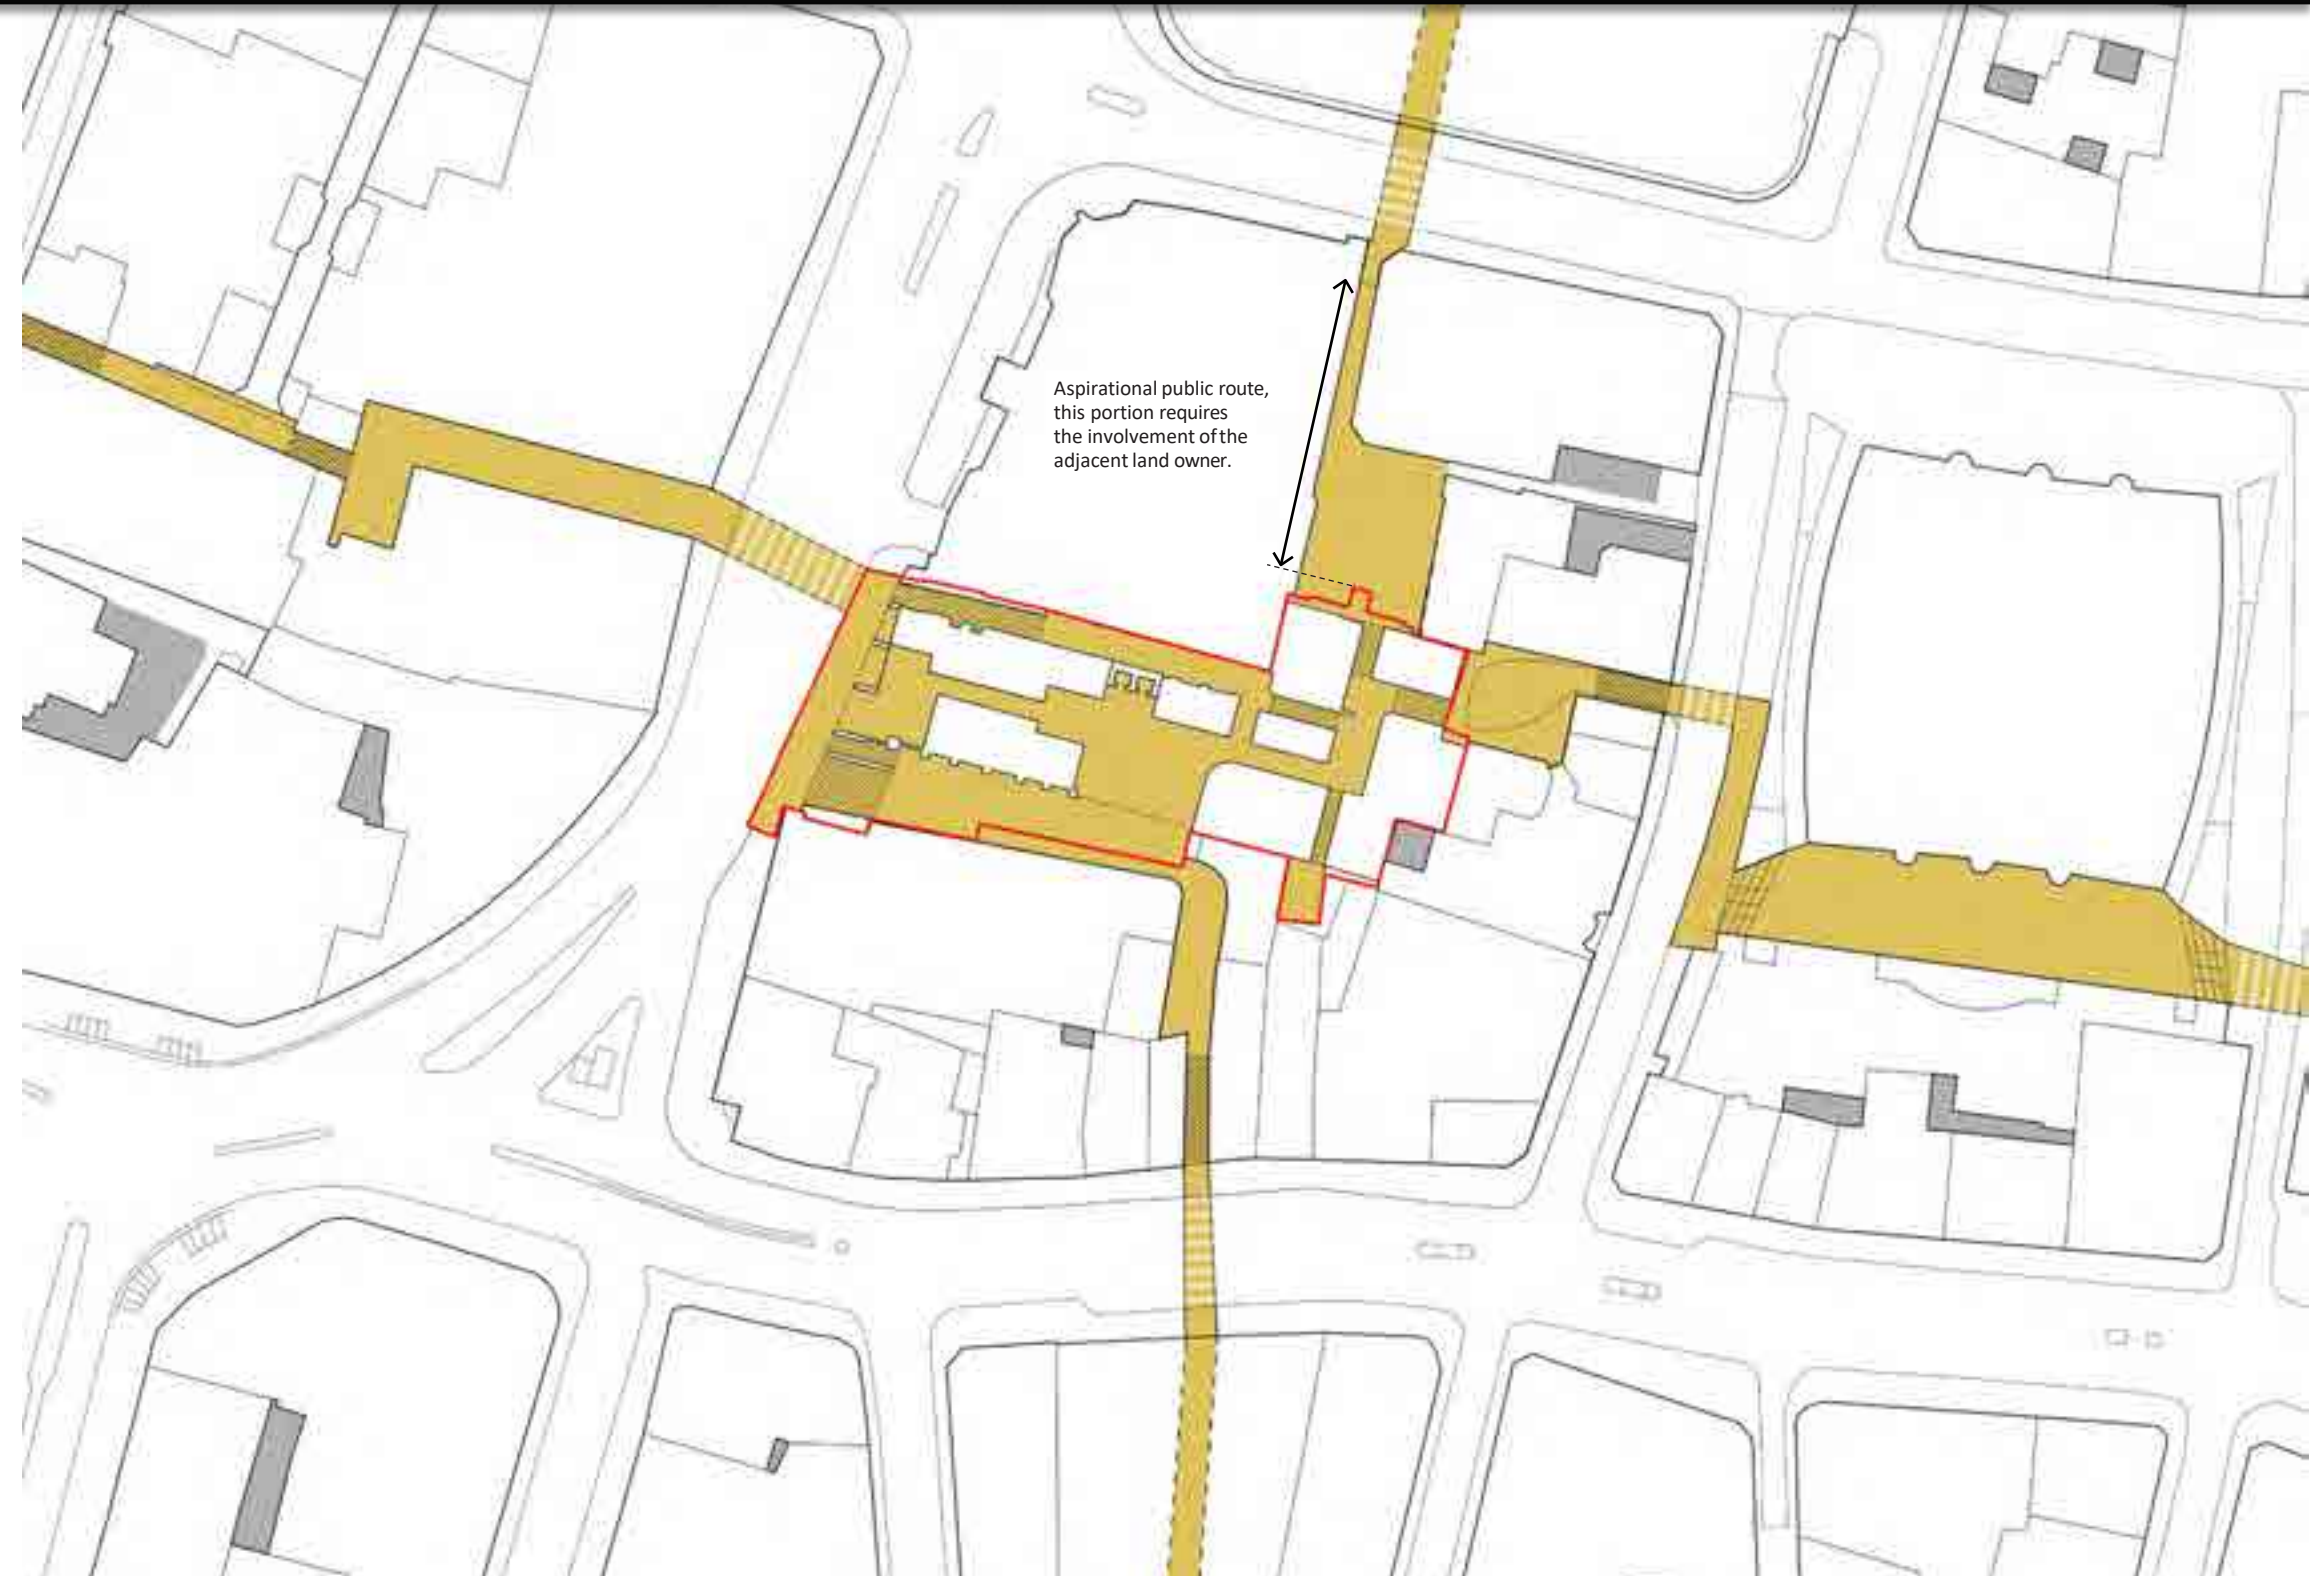 Aspirational public route,
this portion requires
the involvement of the
adjacent land owner.